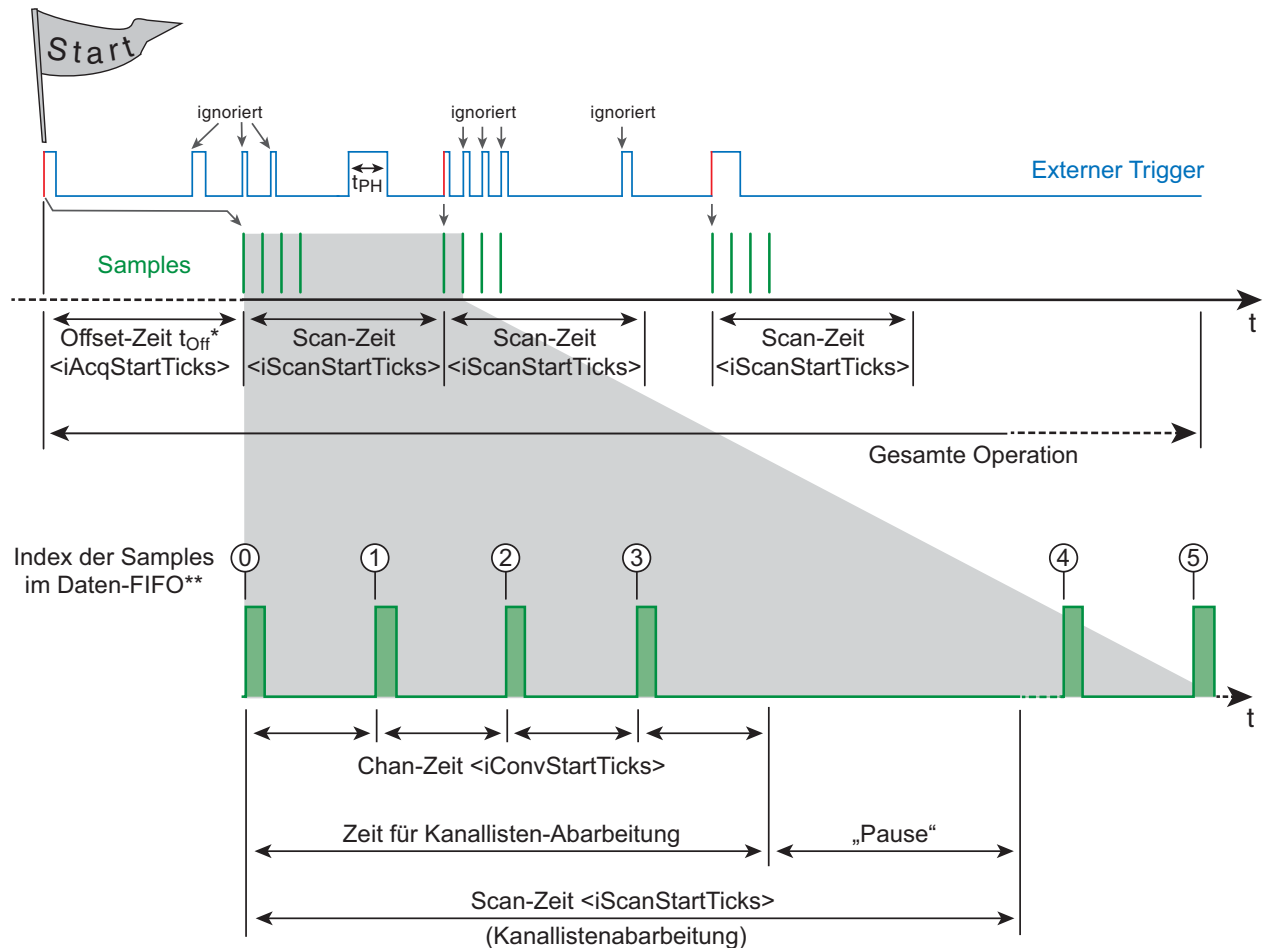 Start
ignoriert
ignoriert
ignoriert
tPH
Externer Trigger
Samples
t
Offset-Zeit tOff*
<iAcqStartTicks>
Scan-Zeit
<iScanStartTicks>
Scan-Zeit
<iScanStartTicks>
Scan-Zeit
<iScanStartTicks>
Gesamte Operation
Index der Samples
im Daten-FIFO**
0
1
2
3
4
5
t
Chan-Zeit <iConvStartTicks>
Zeit für Kanallisten-Abarbeitung
„Pause“
Scan-Zeit <iScanStartTicks>
(Kanallistenabarbeitung)